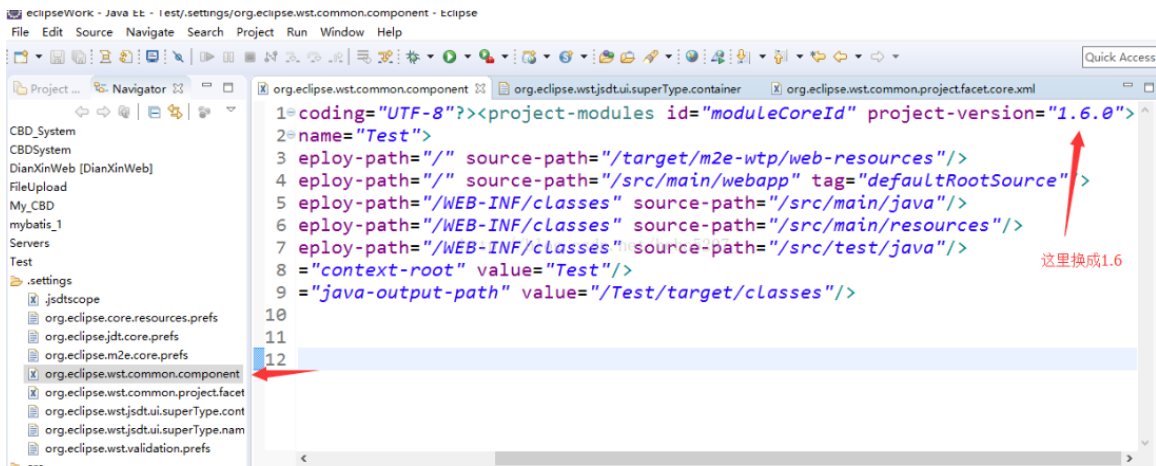 eclipseWork - Java EE - Test/.settings/org.eclipse.wst.common.component - Eclipse
File Edit Source Navigate Search Project Run Window Help
Quick Access
Project ... Navigator
org.eclipse.wst.common.component org.eclipse.wst.jsdt.ui.superType.container org.eclipse.wst.common.project.facet.core.xml
CBD_System
CBDSystem
DianXinWeb [DianXinWeb]
FileUpload
My_CBD
mybatis_1
Servers
Test
.settings
.jsdtscope
org.eclipse.core.resources.prefs
org.eclipse.jdt.core.prefs
org.eclipse.m2e.core.prefs
org.eclipse.wst.common.component
org.eclipse.wst.common.project.facet
org.eclipse.wst.jsdt.ui.superType.cont
org.eclipse.wst.jsdt.ui.superType.nam
org.eclipse.wst.validation.prefs
1 coding="UTF-8"?><project-modules id="moduleCoreId" project-version="1.6.0">
2 name="Test">
3 eploy-path="/" source-path="/target/m2e-wtp/web-resources"/>
4 eploy-path="/" source-path="/src/main/webapp" tag="defaultRootSource"/>
5 eploy-path="/WEB-INF/classes" source-path="/src/main/java"/>
6 eploy-path="/WEB-INF/classes" source-path="/src/main/resources"/>
7 eploy-path="/WEB-INF/classes" source-path="/src/test/java"/>
8 ="context-root" value="Test"/>
9 ="java-output-path" value="/Test/target/classes"/>
10
11
12
这里换成1.6